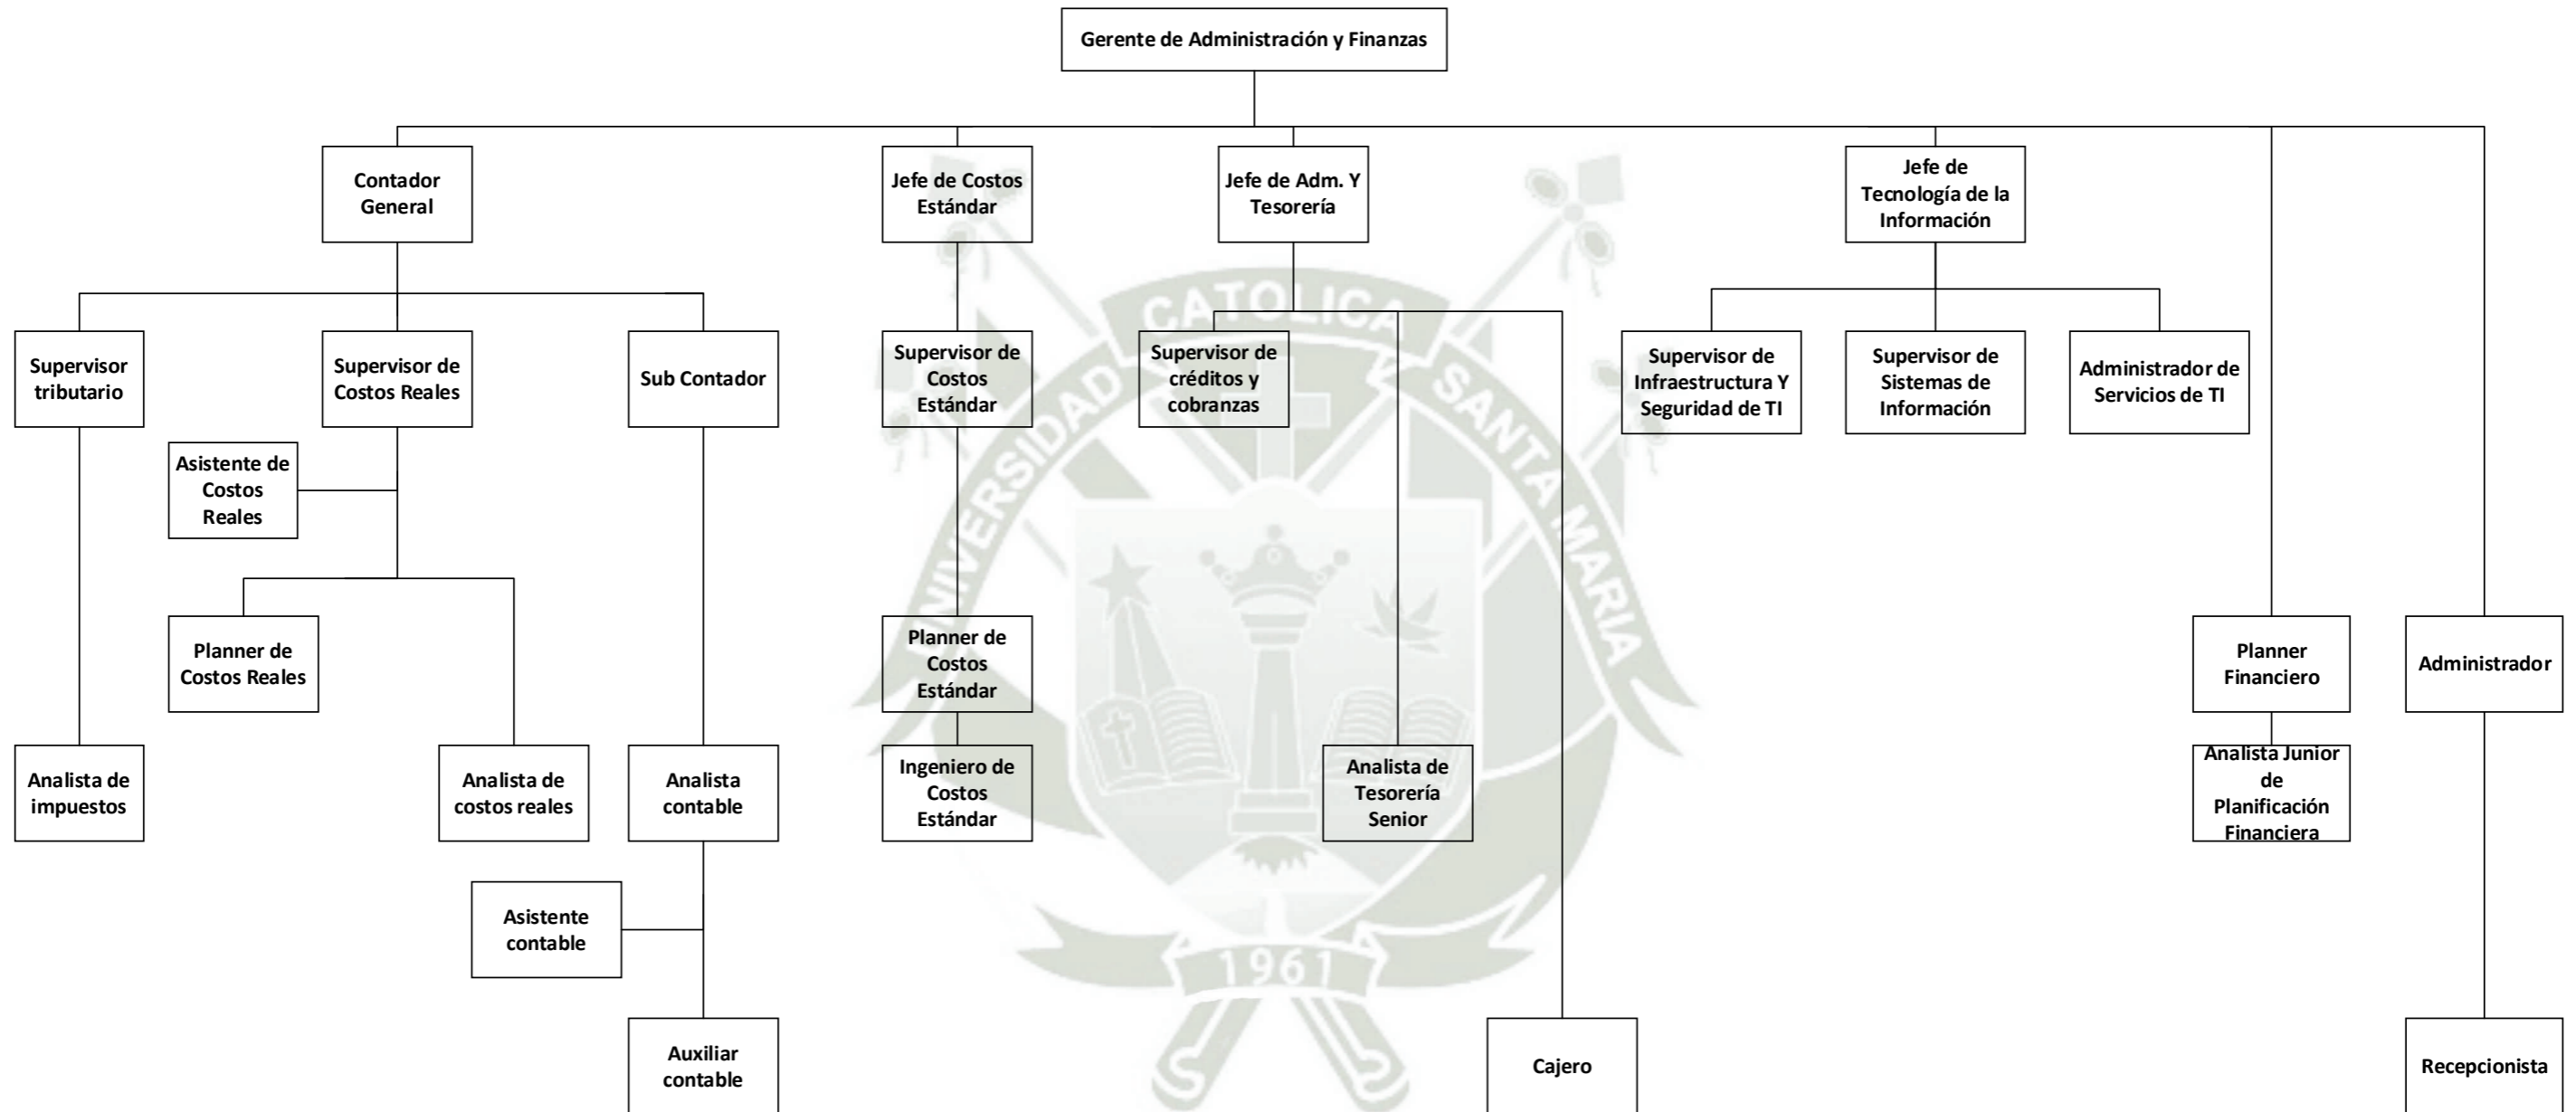 Gerente de Administración y Finanzas
Contador
General
Jefe de Costos
Estándar
Jefe de Adm. Y
Tesorería
Jefe de
Tecnología de la
Información
Supervisor
tributario
Supervisor de
Costos Reales
Sub Contador
Supervisor de
Costos
Estándar
Supervisor de
créditos y
cobranzas
Supervisor de
Infraestructura Y
Seguridad de TI
Supervisor de
Sistemas de
Información
Administrador de
Servicios de TI
Asistente de
Costos
Reales
Planner de
Costos Reales
Planner de
Costos
Estándar
Planner
Financiero
Administrador
Analista de
impuestos
Analista de
costos reales
Analista
contable
Ingeniero de
Costos
Estándar
Analista de
Tesorería
Senior
Analista Junior
de
Planificación
Financiera
Asistente
contable
Auxiliar
contable
Cajero
Recepcionista
UNIVERSIDAD CATOLICA SANTA MARIA
1961